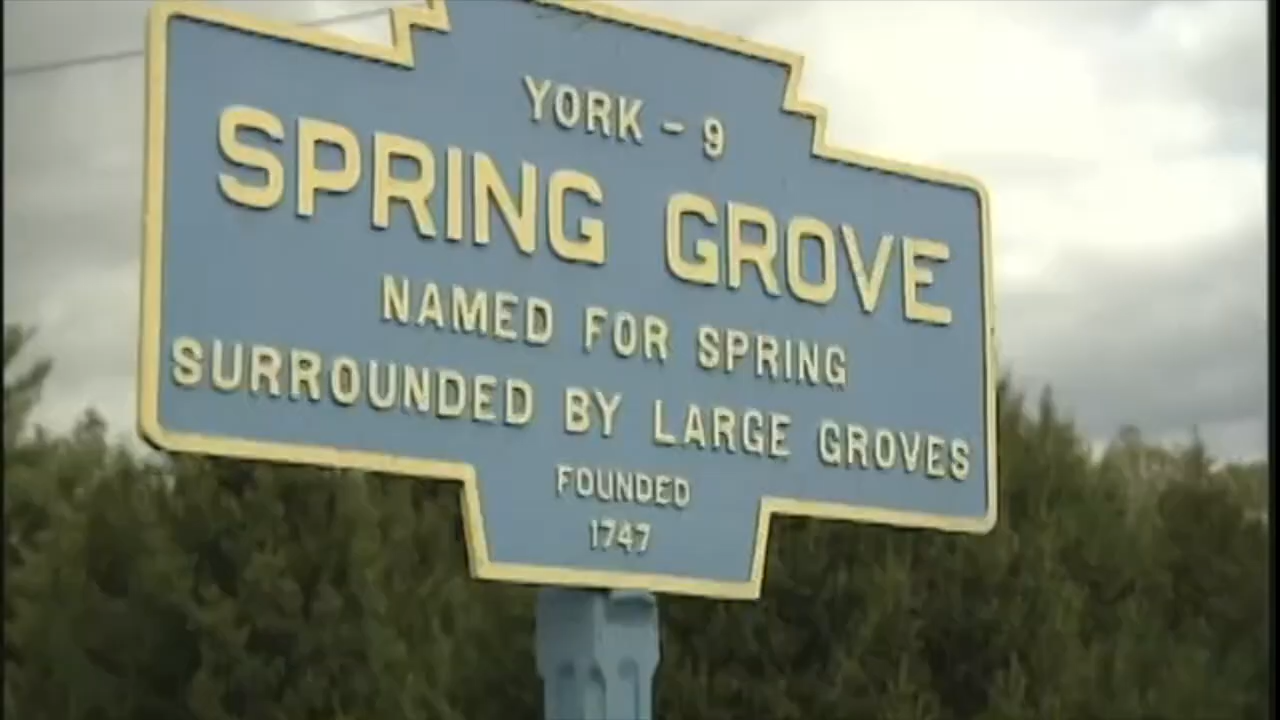 YORK - 9
SPRING GROVE
NAMED FOR SPRING
SURROUNDED BY LARGE GROVES
FOUNDED
1747